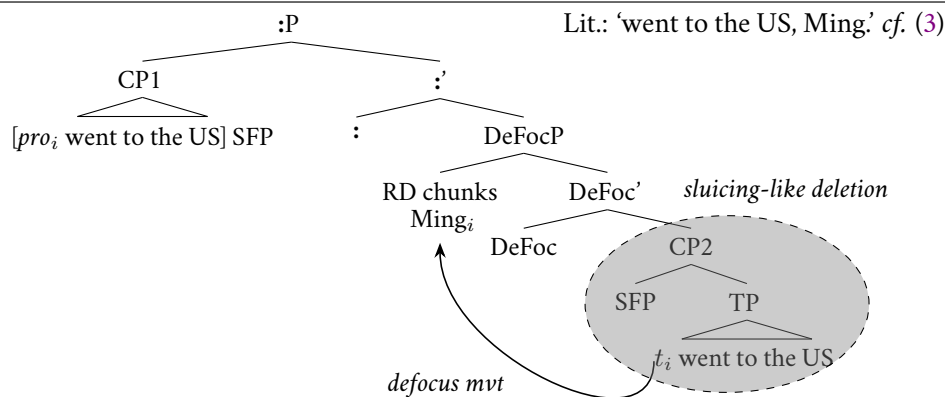 :P Lit.: ‘went to the US, Ming.’ cf. (3)
CP1 :’
[proᵢ went to the US] SFP : DeFocP
RD chunks DeFoc’ sluicing-like deletion
Mingᵢ
DeFoc CP2
SFP TP
tᵢ went to the US
defocus mvt